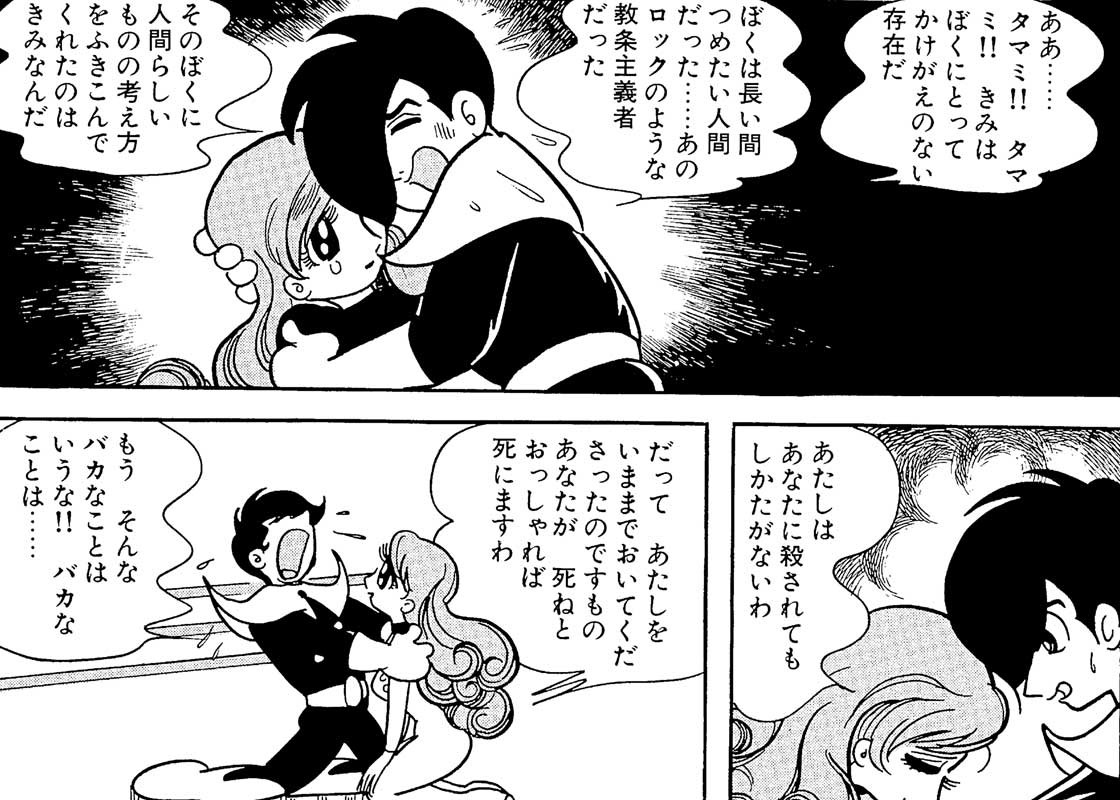 ああ……
タマミ!! タマ
ミ!! きみは
ぼくにとって
かけがえのない
存在だ
ぼくは長い間
つめたい人間
だった……あの
ロックのような
教条主義者
だった
そのぼくに
人間らしい
ものの考え方
をふきこんで
くれたのは
きみなんだ
あたしは
あなたに殺されても
しかたがないわ
だって あたしを
いままでおいてくだ
さったのですもの
あなたが 死ねと
おっしゃれば
死にますわ
もう そんな
バカなことは
いうな!! バカな
ことは……